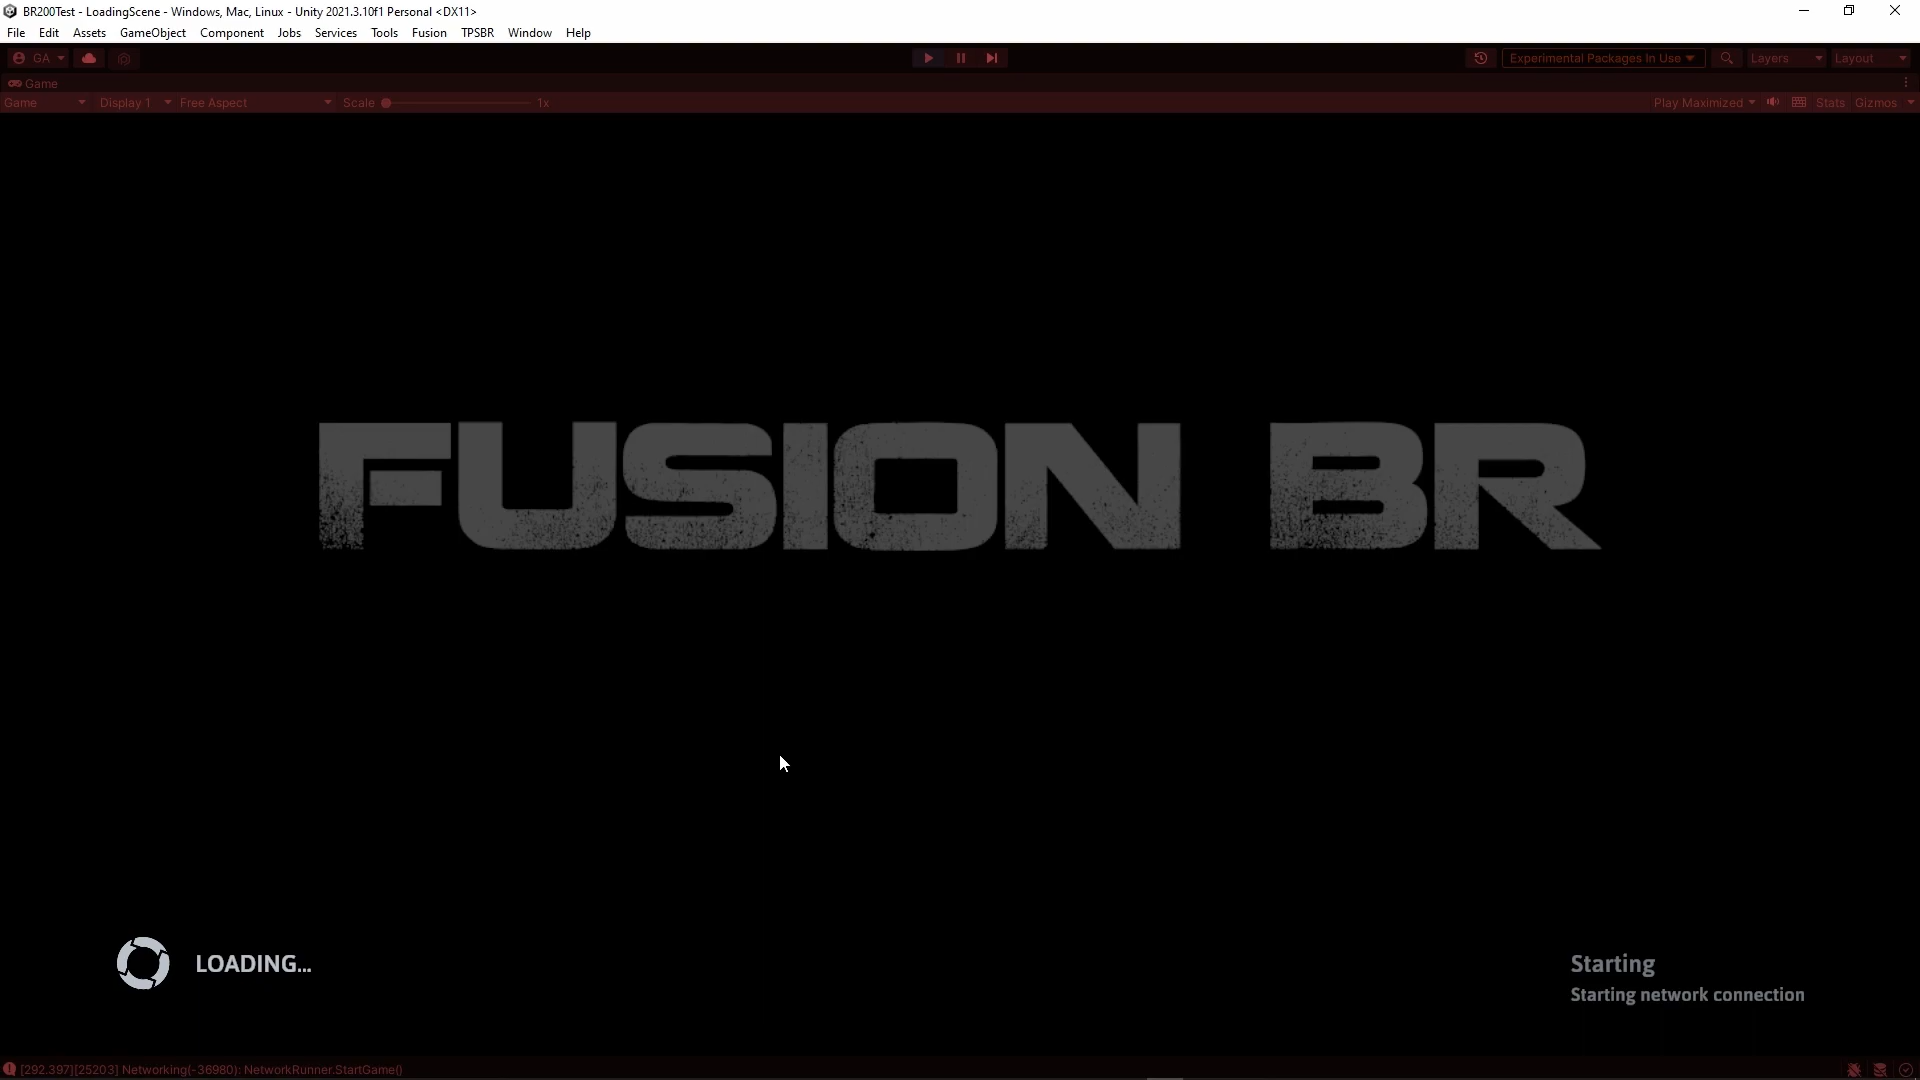 BR200Test - LoadingScene - Windows, Mac, Linux - Unity 2021.3.10f1 Personal <DX11>
File Edit Assets GameObject Component Jobs Services Tools Fusion TPSBR Window Help
GA Experimental Packages In Use Layers Layout
Game
Game Display 1 Free Aspect Scale 1x Play Maximized Stats Gizmos
FUSION BR
LOADING...
Starting
Starting network connection
[292.397][25203] Networking(-36980): NetworkRunner.StartGame()